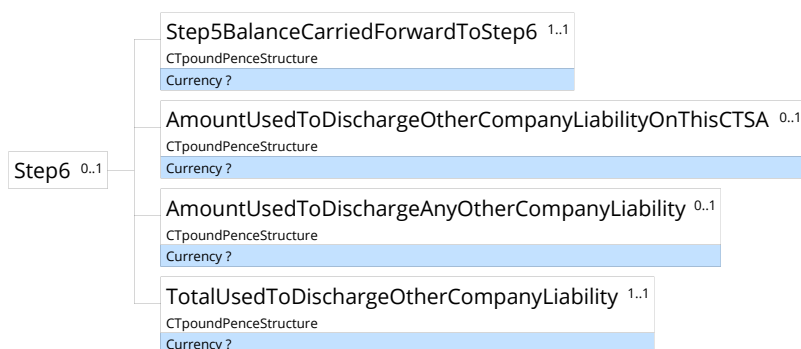 Step5BalanceCarriedForwardToStep6 1..1
CTpoundPenceStructure
Currency ?
AmountUsedToDischargeOtherCompanyLiabilityOnThisCTSA 0..1
CTpoundPenceStructure
Currency ?
Step6 0..1
AmountUsedToDischargeAnyOtherCompanyLiability 0..1
CTpoundPenceStructure
Currency ?
TotalUsedToDischargeOtherCompanyLiability 1..1
CTpoundPenceStructure
Currency ?